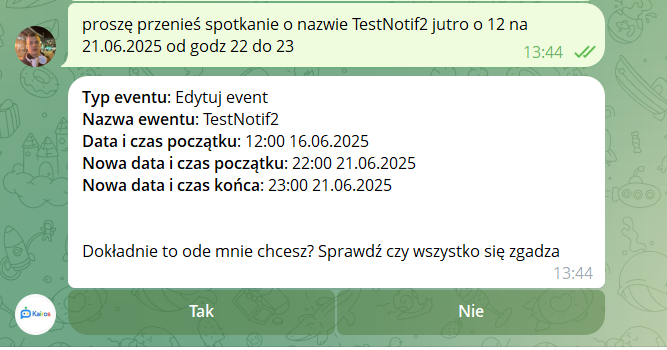 proszę przenieś spotkanie o nazwie TestNotif2 jutro o 12 na
21.06.2025 od godz 22 do 23
13:44
Typ eventu: Edytuj event
Nazwa ewentu: TestNotif2
Data i czas początku: 12:00 16.06.2025
Nowa data i czas początku: 22:00 21.06.2025
Nowa data i czas końca: 23:00 21.06.2025
Dokładnie to ode mnie chcesz? Sprawdź czy wszystko się zgadza
13:44
Kairos
Tak
Nie